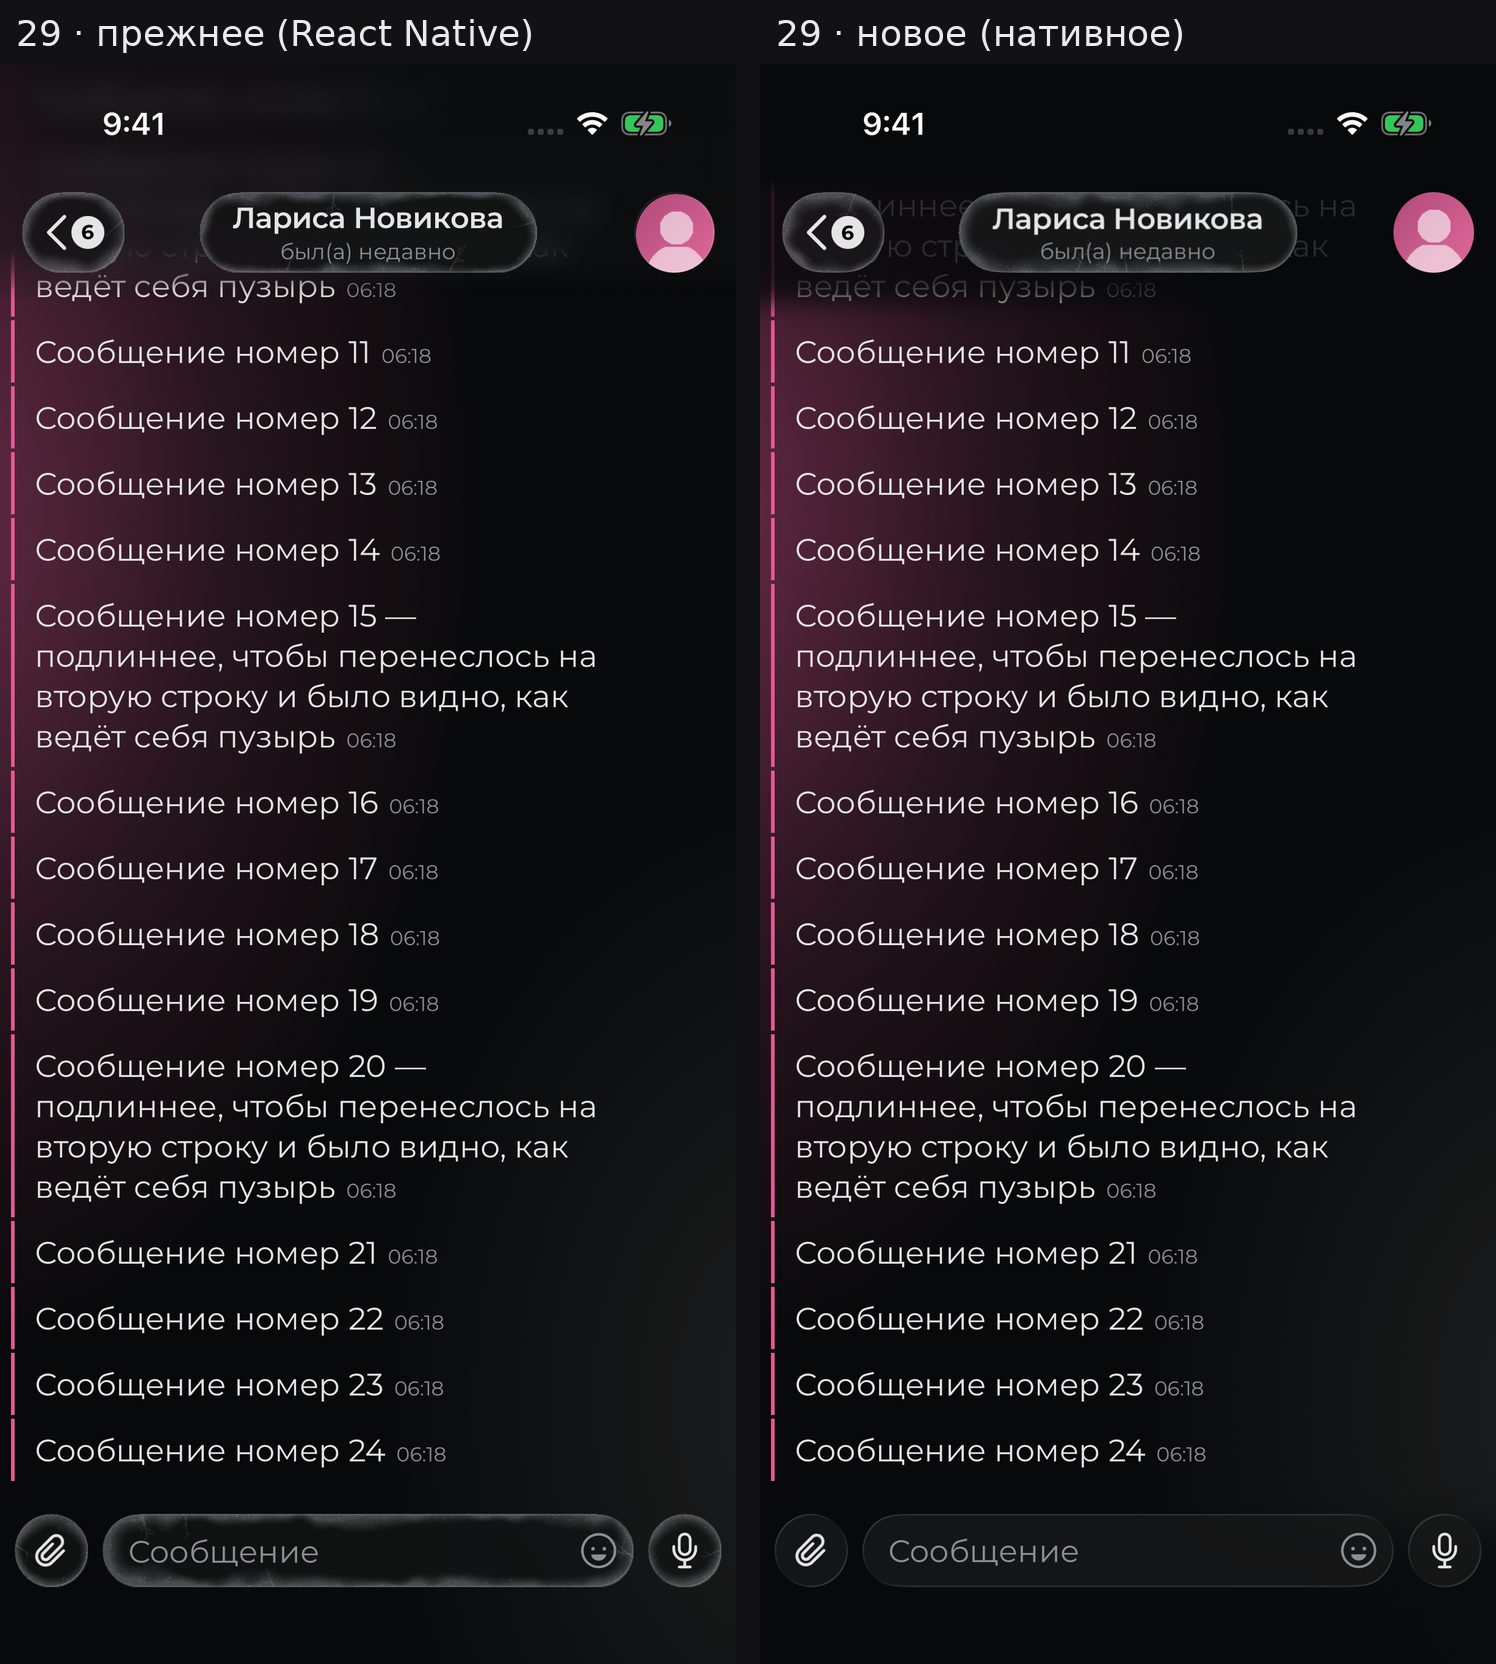 29 · прежнее (React Native)
9:41
6
Лариса Новикова
был(а) недавно
ведёт себя пузырь 06:18
Сообщение номер 11 06:18
Сообщение номер 12 06:18
Сообщение номер 13 06:18
Сообщение номер 14 06:18
Сообщение номер 15 —
подлиннее, чтобы перенеслось на
вторую строку и было видно, как
ведёт себя пузырь 06:18
Сообщение номер 16 06:18
Сообщение номер 17 06:18
Сообщение номер 18 06:18
Сообщение номер 19 06:18
Сообщение номер 20 —
подлиннее, чтобы перенеслось на
вторую строку и было видно, как
ведёт себя пузырь 06:18
Сообщение номер 21 06:18
Сообщение номер 22 06:18
Сообщение номер 23 06:18
Сообщение номер 24 06:18
Сообщение
29 · новое (нативное)
9:41
6
Лариса Новикова
был(а) недавно
на
как
ведёт себя пузырь 06:18
Сообщение номер 11 06:18
Сообщение номер 12 06:18
Сообщение номер 13 06:18
Сообщение номер 14 06:18
Сообщение номер 15 —
подлиннее, чтобы перенеслось на
вторую строку и было видно, как
ведёт себя пузырь 06:18
Сообщение номер 16 06:18
Сообщение номер 17 06:18
Сообщение номер 18 06:18
Сообщение номер 19 06:18
Сообщение номер 20 —
подлиннее, чтобы перенеслось на
вторую строку и было видно, как
ведёт себя пузырь 06:18
Сообщение номер 21 06:18
Сообщение номер 22 06:18
Сообщение номер 23 06:18
Сообщение номер 24 06:18
Сообщение